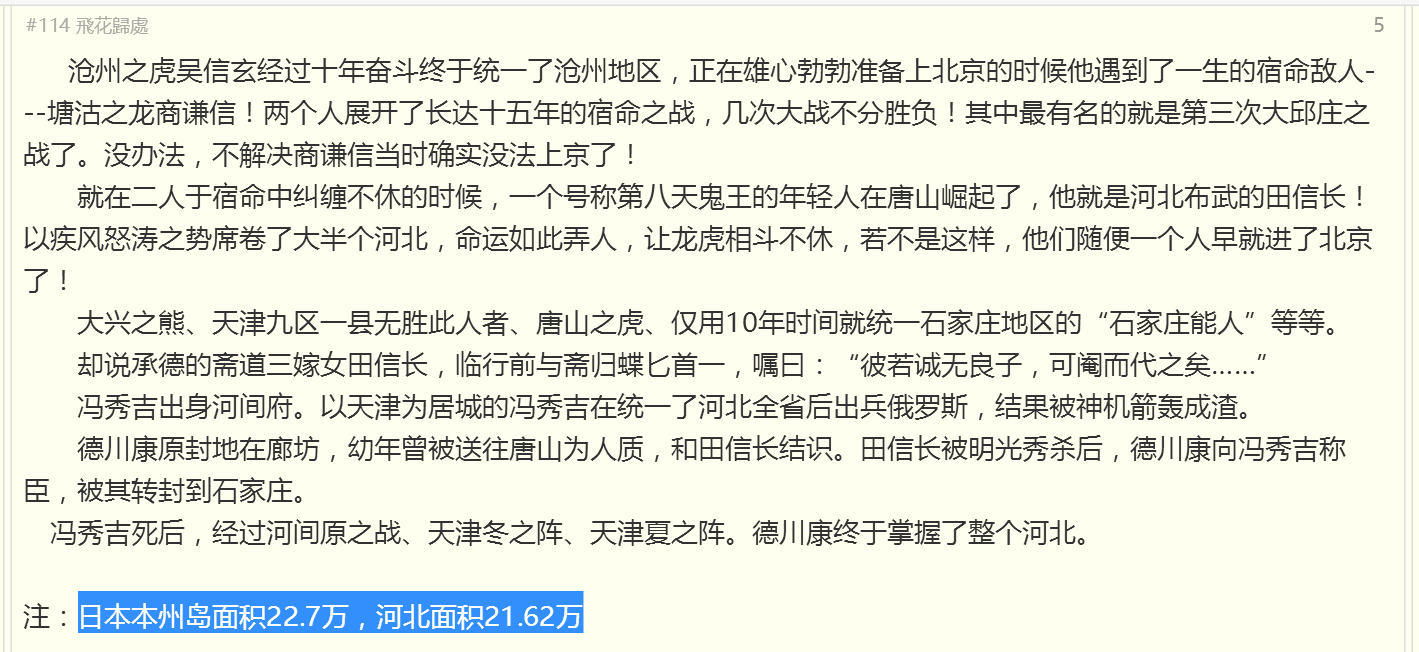 #114 飛花歸處 5
沧州之虎吴信玄经过十年奋斗终于统一了沧州地区，正在雄心勃勃准备上北京的时候他遇到了一生的宿命敌人-
--塘沽之龙商谦信！两个人展开了长达十五年的宿命之战，几次大战不分胜负！其中最有名的就是第三次大邱庄之
战了。没办法，不解决商谦信当时确实没法上京了！
就在二人于宿命中纠缠不休的时候，一个号称第八天鬼王的年轻人在唐山崛起了，他就是河北布武的田信长！
以疾风怒涛之势席卷了大半个河北，命运如此弄人，让龙虎相斗不休，若不是这样，他们随便一个人早就进了北京
了！
大兴之熊、天津九区一县无胜此人者、唐山之虎、仅用10年时间就统一石家庄地区的“石家庄能人”等等。
却说承德的斋道三嫁女田信长，临行前与斋归蝶匕首一，嘱曰：“彼若诚无良子，可阉而代之矣……”
冯秀吉出身河间府。以天津为居城的冯秀吉在统一了河北全省后出兵俄罗斯，结果被神机箭轰成渣。
德川康原封地在廊坊，幼年曾被送往唐山为人质，和田信长结识。田信长被明光秀杀后，德川康向冯秀吉称
臣，被其转封到石家庄。
冯秀吉死后，经过河间原之战、天津冬之阵、天津夏之阵。德川康终于掌握了整个河北。
注：日本本州岛面积22.7万，河北面积21.62万